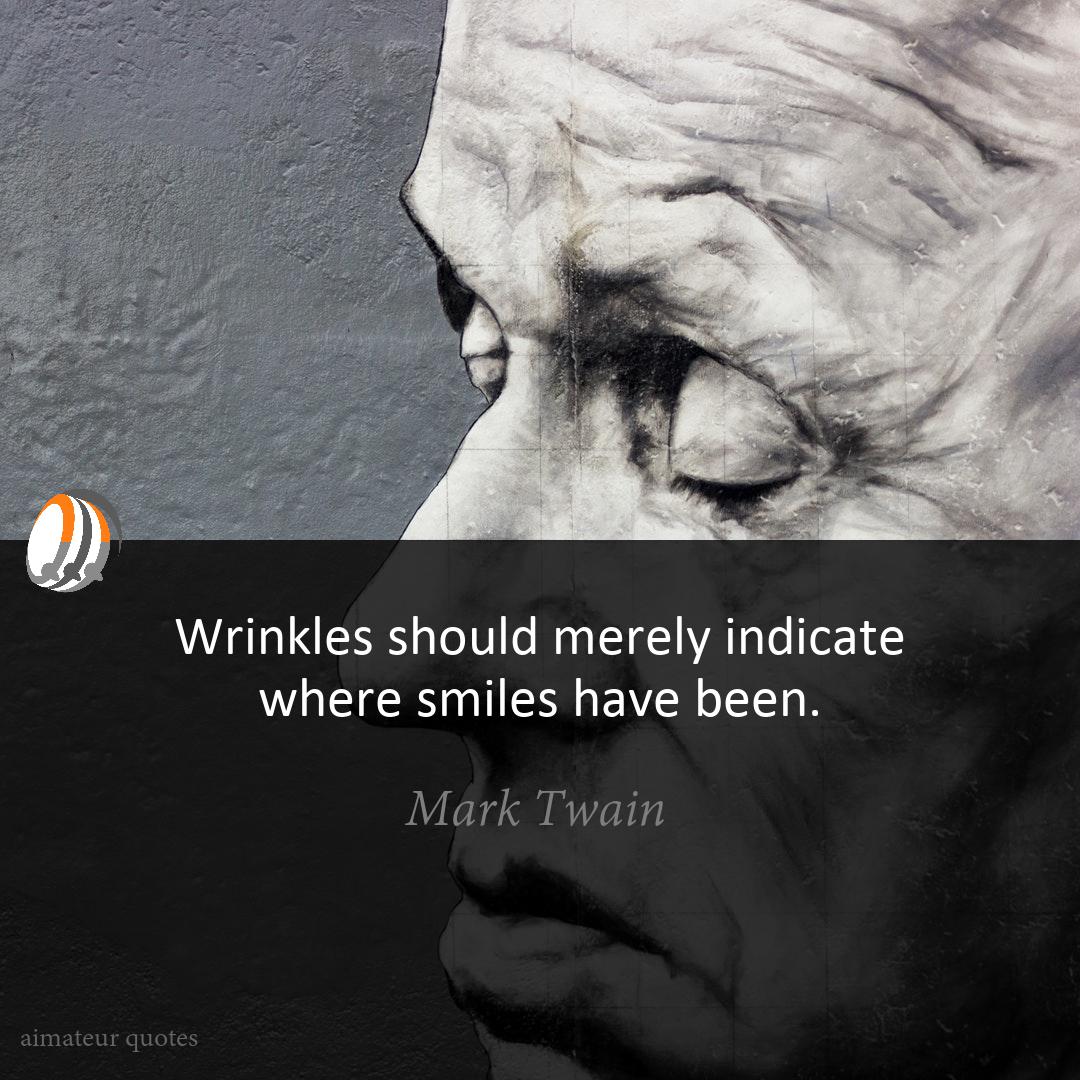 Wrinkles should merely indicate
where smiles have been.
Mark Twain
aimateur quotes